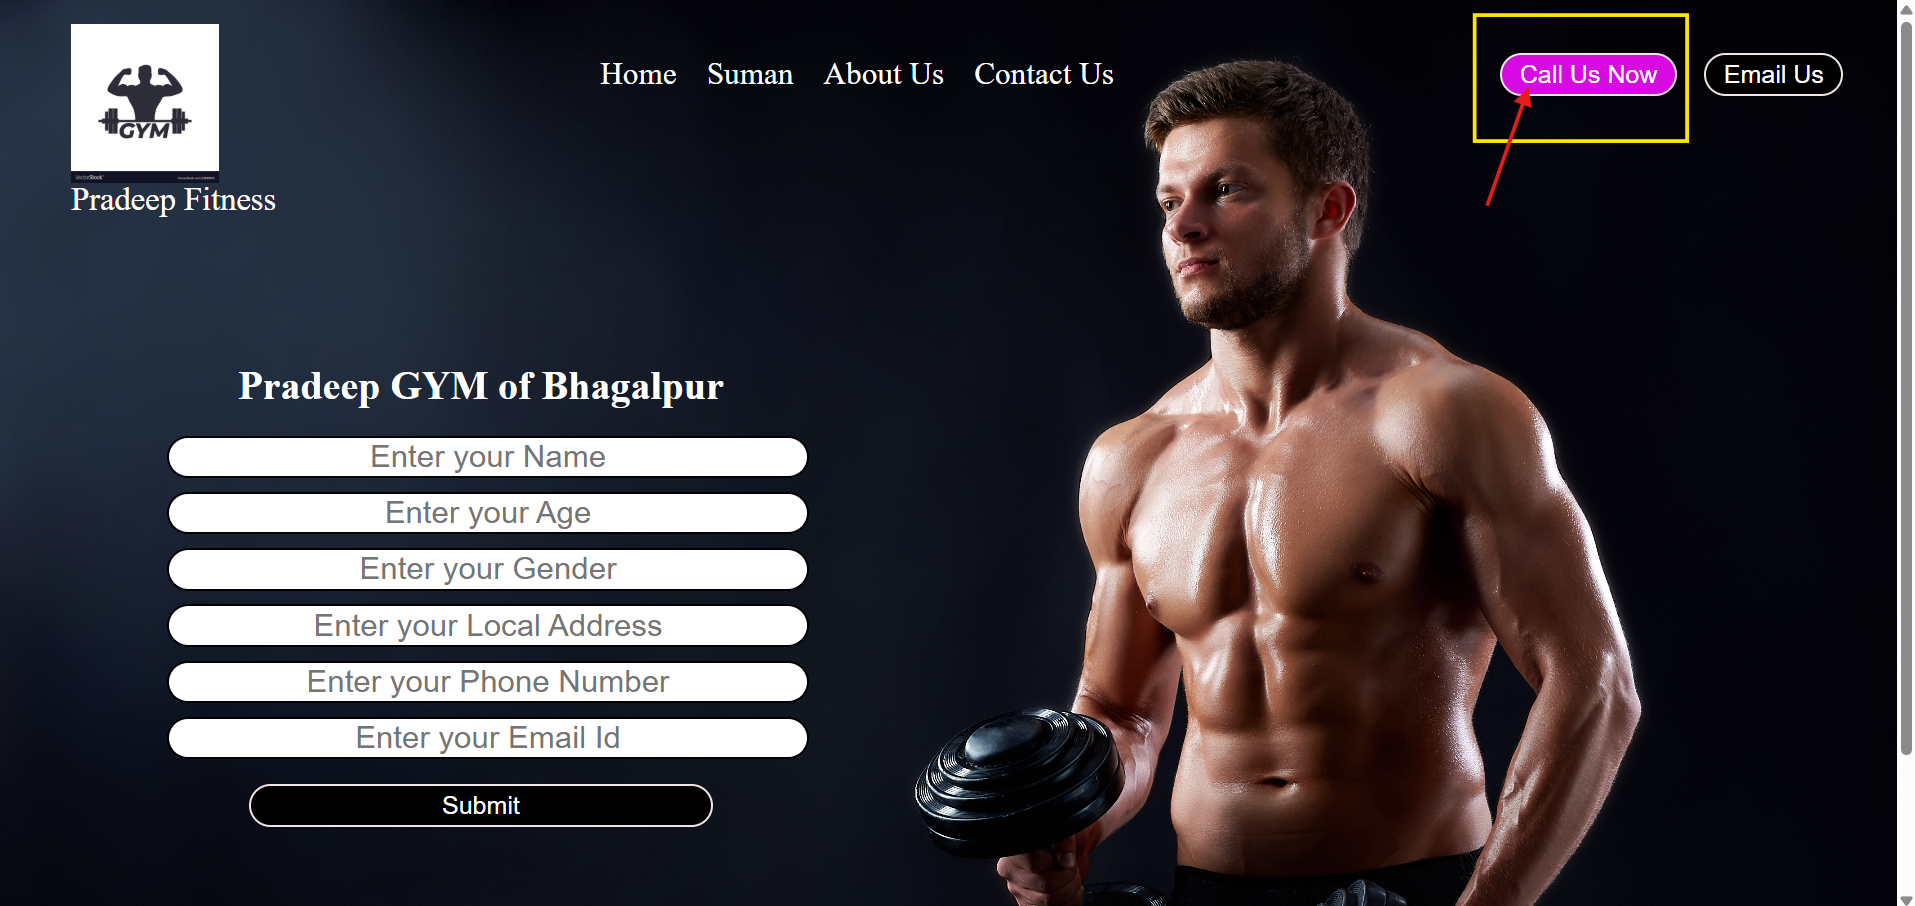 GYM
VectorStock®
Pradeep Fitness
Home Suman About Us Contact Us
Call Us Now Email Us
Pradeep GYM of Bhagalpur
Enter your Name
Enter your Age
Enter your Gender
Enter your Local Address
Enter your Phone Number
Enter your Email Id
Submit